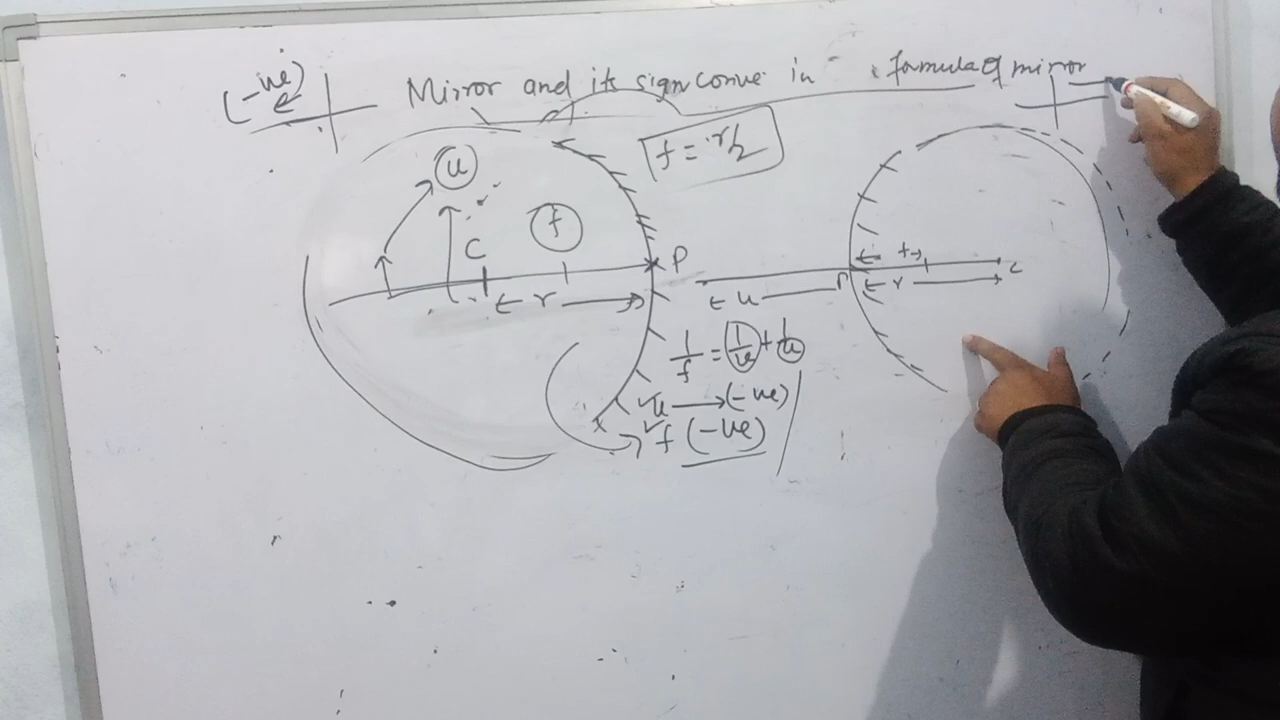 (-ve)
Mirror and its sign conve in formula of mirror
f = r/2
u
C
f
P
r
f
r
C
u
P
1/f = 1/v + 1/u
u → (-ve)
f (-ve)